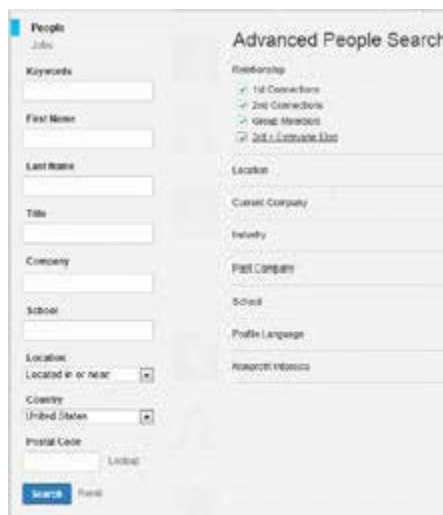 People
Jobs
Keywords
First Name
Last Name
Title
Company
School
Location
Located in or near:
Country
United States
Postal Code
Lookup
Search Reset
Advanced People Search
Relationship
1st Connections
2nd Connections
Group Members
3rd + Everyone Else
Location
Current Company
Industry
Past Company
School
Profile Language
Nonprofit Interests